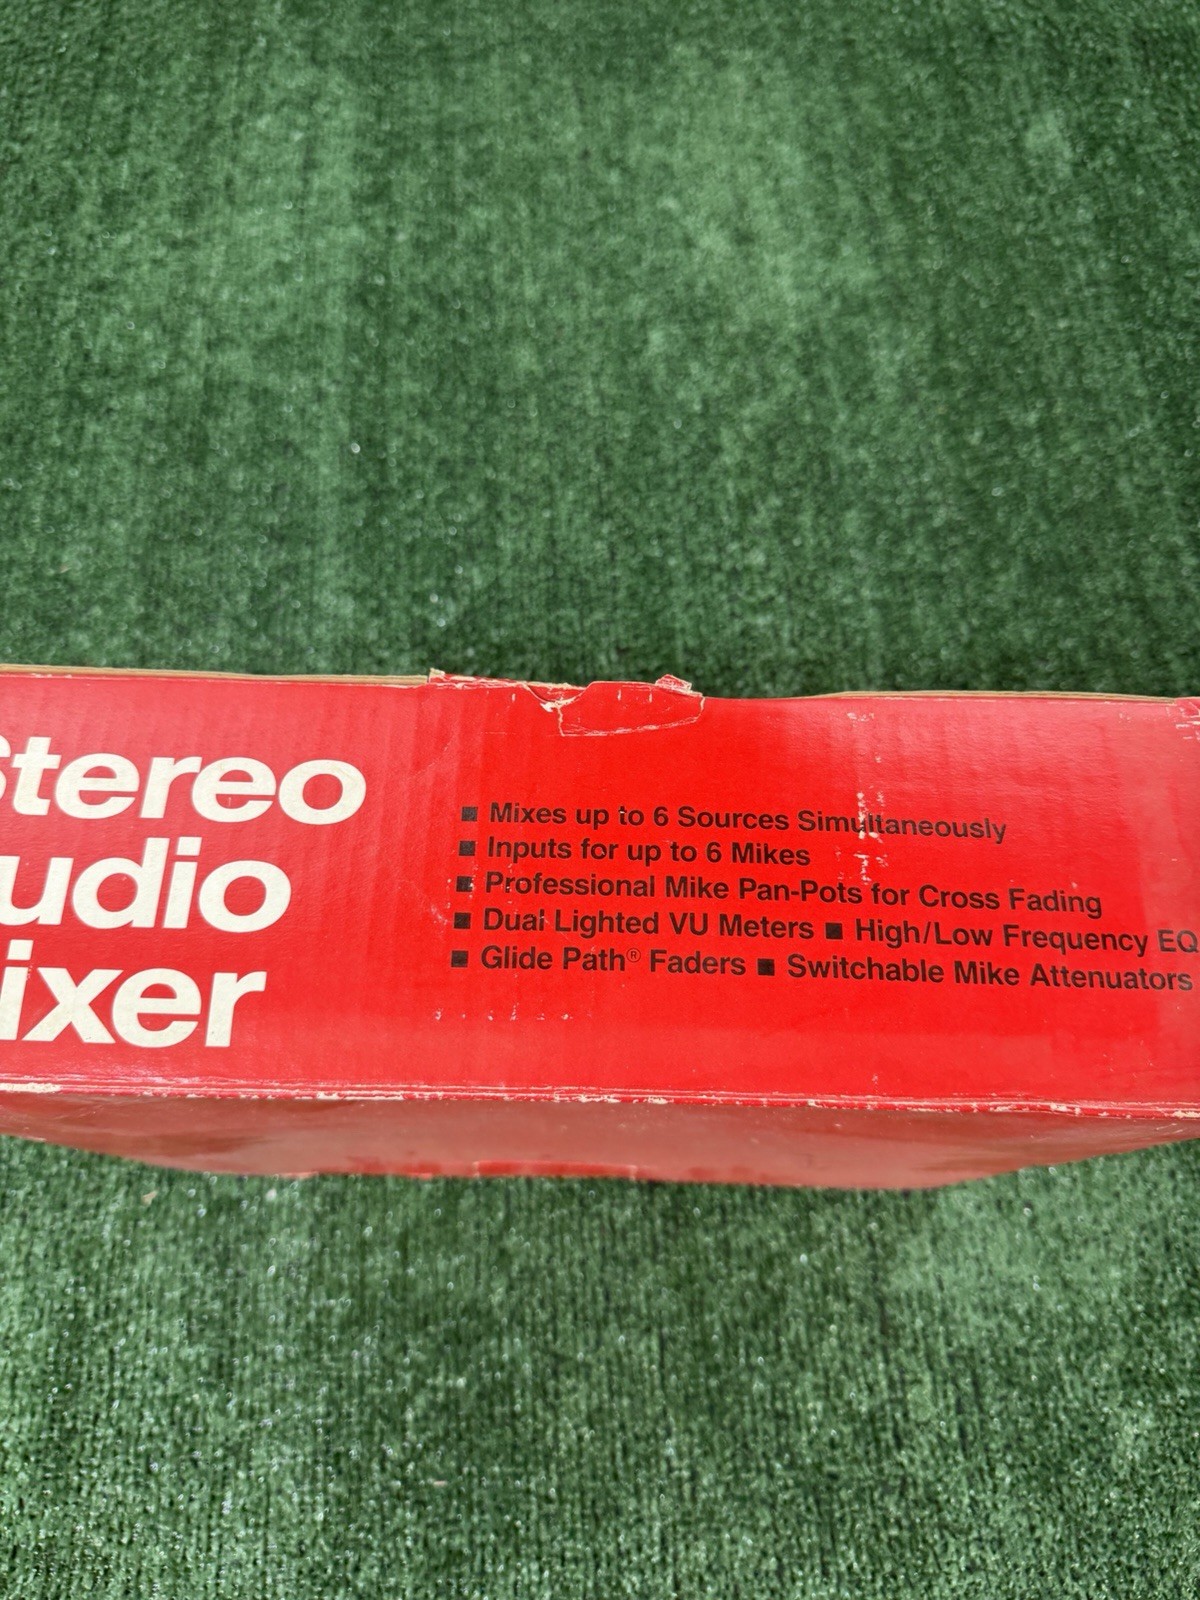 Stereo
udio
ixer
■ Mixes up to 6 Sources Simultaneously
■ Inputs for up to 6 Mikes
■ Professional Mike Pan-Pots for Cross Fading
■ Dual Lighted VU Meters ■ High/Low Frequency EQ
■ Glide Path® Faders ■ Switchable Mike Attenuators